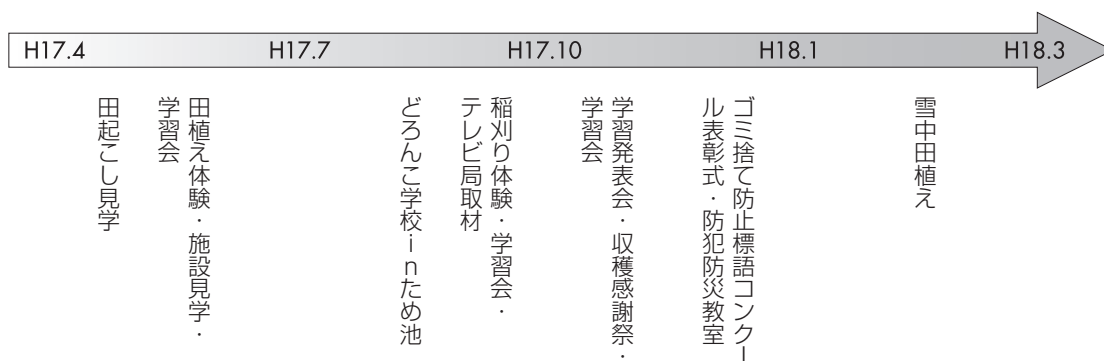 H17.4
H17.7
H17.10
H18.1
H18.3
田起こし見学
田植え体験・施設見学・
学習会
どろんこ学校ｉｎため池
稲刈り体験・学習会・
テレビ局取材
学習発表会・収穫感謝祭・
学習会
ゴミ捨て防止標語コンクー
ル表彰式・防犯防災教室
雪中田植え